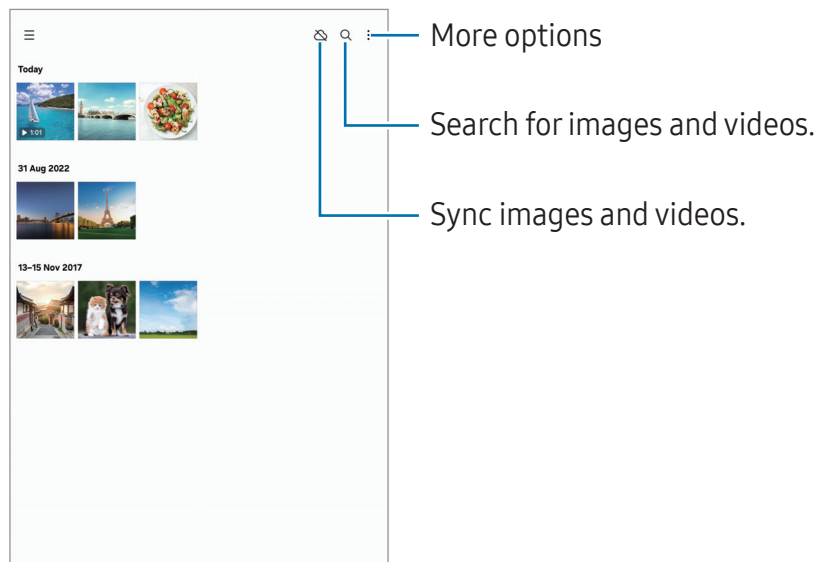 More options
Today
Search for images and videos.
1:01
31 Aug 2022
Sync images and videos.
13–15 Nov 2017